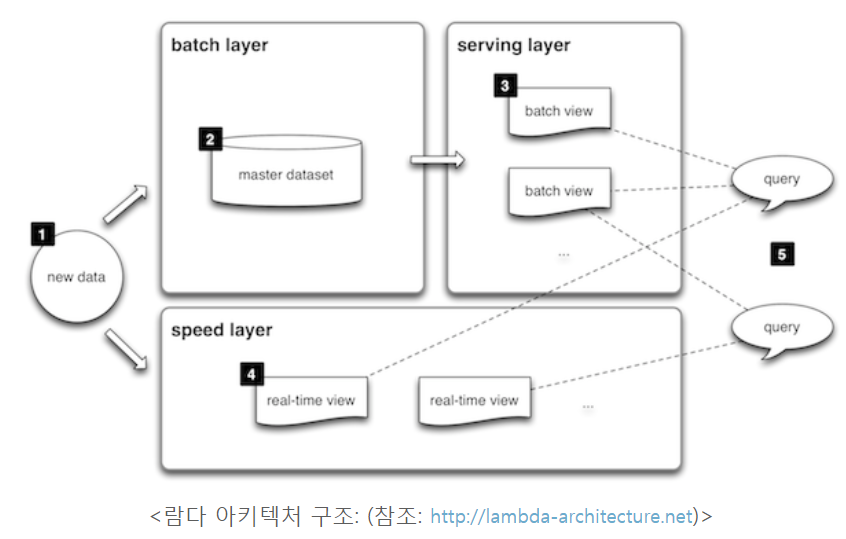 batch layer
serving layer
3
batch view
2
master dataset
batch view
query
1
new data
...
5
speed layer
query
4
real-time view
real-time view
...
<람다 아키텍처 구조: (참조: http://lambda-architecture.net)>